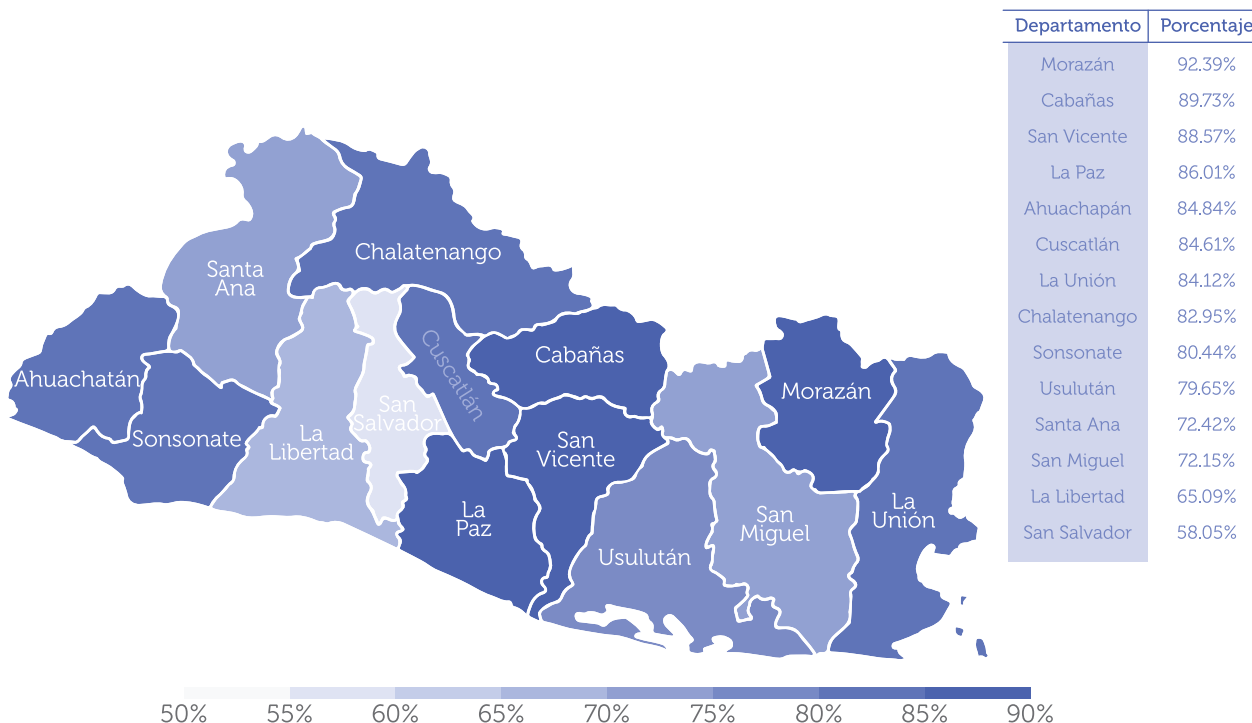 Departamento Porcentaje
Morazán 92.39%
Cabañas 89.73%
San Vicente 88.57%
La Paz 86.01%
Ahuachapán 84.84%
Cuscatlán 84.61%
La Unión 84.12%
Chalatenango 82.95%
Sonsonate 80.44%
Usulután 79.65%
Santa Ana 72.42%
San Miguel 72.15%
La Libertad 65.09%
San Salvador 58.05%
Chalatenango
Santa
Ana
Cuscatlán
Cabañas
Ahuachatán
Morazán
San
Salvador
Sonsonate
La
Libertad
San
Vicente
La
Paz
San
Miguel
La
Unión
Usulután
50% 55% 60% 65% 70% 75% 80% 85% 90%